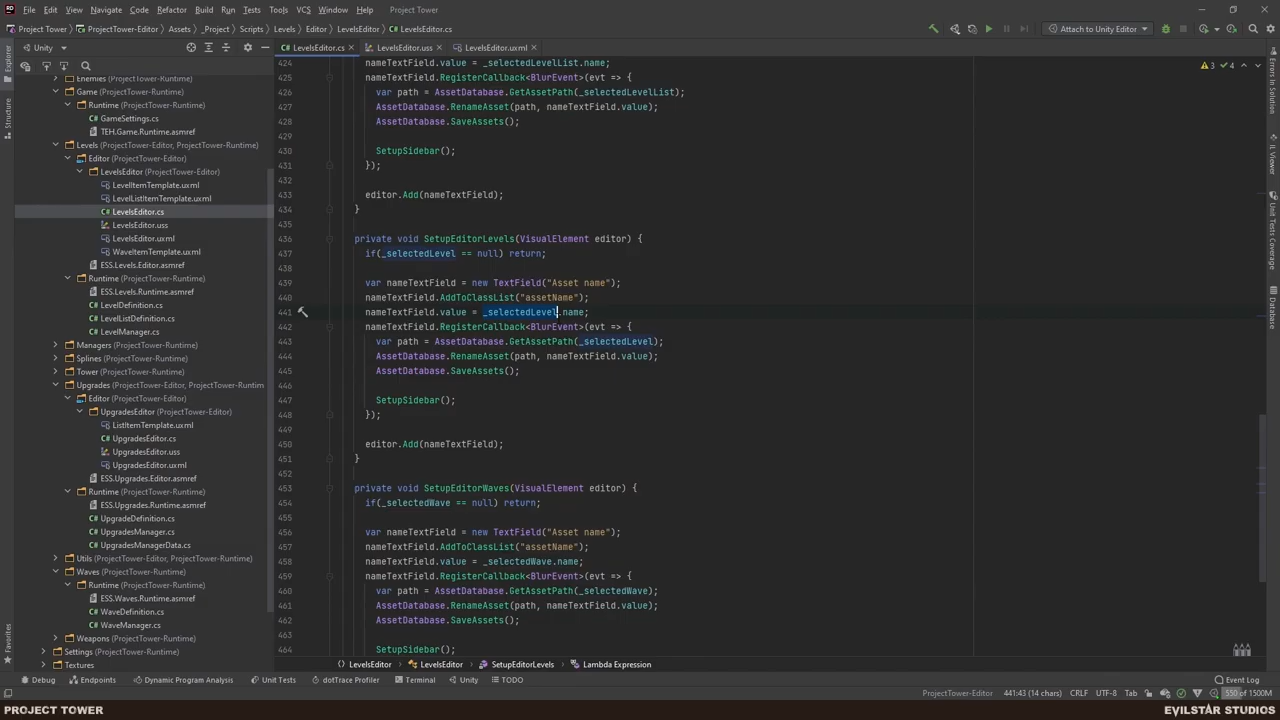 File Edit View Navigate Code Refactor Build Run Tests Tools VCS Window Help Project Tower
Project Tower ProjectTower-Editor Assets _Project Scripts Levels Editor LevelsEditor LevelsEditor.cs Attach to Unity Editor
Explorer
Structure
Favorites
Unity
Enemies
Game
Runtime (ProjectTower-Runtime)
GameSettings.cs
TEH.Game.Runtime.asmref
Levels (ProjectTower-Editor, ProjectTower-Runtime)
Editor (ProjectTower-Editor)
LevelsEditor (ProjectTower-Editor)
LevelItemTemplate.uxml
LevelListItemTemplate.uxml
LevelsEditor.cs
LevelsEditor.uss
LevelsEditor.uxml
WaveItemTemplate.uxml
ESS.Levels.Editor.asmref
Runtime (ProjectTower-Runtime)
ESS.Levels.Runtime.asmref
LevelDefinition.cs
LevelListDefinition.cs
LevelManager.cs
Managers (ProjectTower-Runtime)
Splines (ProjectTower-Runtime)
Tower (ProjectTower-Runtime)
Upgrades (ProjectTower-Editor, ProjectTower-Runtim
Editor (ProjectTower-Editor)
UpgradesEditor (ProjectTower-Editor)
ListItemTemplate.uxml
UpgradesEditor.cs
UpgradesEditor.uss
UpgradesEditor.uxml
ESS.Upgrades.Editor.asmref
Runtime (ProjectTower-Runtime)
ESS.Upgrades.Runtime.asmref
UpgradeDefinition.cs
UpgradesManager.cs
UpgradesManagerData.cs
Utils (ProjectTower-Editor, ProjectTower-Runtime)
Waves (ProjectTower-Runtime)
Runtime (ProjectTower-Runtime)
ESS.Waves.Runtime.asmref
WaveDefinition.cs
WaveManager.cs
Weapons (ProjectTower-Runtime)
Settings (ProjectTower-Runtime)
Textures
LevelsEditor.cs LevelsEditor.uss LevelsEditor.uxml
3 4
424 nameTextField.value = _selectedLevelList.name;
425 nameTextField.RegisterCallback<BlurEvent>(evt => {
426 var path = AssetDatabase.GetAssetPath(_selectedLevelList);
427 AssetDatabase.RenameAsset(path, nameTextField.value);
428 AssetDatabase.SaveAssets();
429
430 SetupSidebar();
431 });
432
433 editor.Add(nameTextField);
434 }
435
436 private void SetupEditorLevels(VisualElement editor) {
437 if(_selectedLevel == null) return;
438
439 var nameTextField = new TextField("Asset name");
440 nameTextField.AddToClassList("assetName");
441 nameTextField.value = _selectedLevel.name;
442 nameTextField.RegisterCallback<BlurEvent>(evt => {
443 var path = AssetDatabase.GetAssetPath(_selectedLevel);
444 AssetDatabase.RenameAsset(path, nameTextField.value);
445 AssetDatabase.SaveAssets();
446
447 SetupSidebar();
448 });
449
450 editor.Add(nameTextField);
451 }
452
453 private void SetupEditorWaves(VisualElement editor) {
454 if(_selectedWave == null) return;
455
456 var nameTextField = new TextField("Asset name");
457 nameTextField.AddToClassList("assetName");
458 nameTextField.value = _selectedWave.name;
459 nameTextField.RegisterCallback<BlurEvent>(evt => {
460 var path = AssetDatabase.GetAssetPath(_selectedWave);
461 AssetDatabase.RenameAsset(path, nameTextField.value);
462 AssetDatabase.SaveAssets();
463
464 SetupSidebar();
Errors in Solution
IL Viewer
Unit Tests Coverage
Database
LevelsEditor LevelsEditor SetupEditorLevels Lambda Expression
Debug Endpoints Dynamic Program Analysis Unit Tests dotTrace Profiler Terminal Unity TODO Event Log
ProjectTower-Editor 441:43 (14 chars) CRLF UTF-8 Tab 550 of 1500M
PROJECT TOWER EVILSTAR STUDIOS